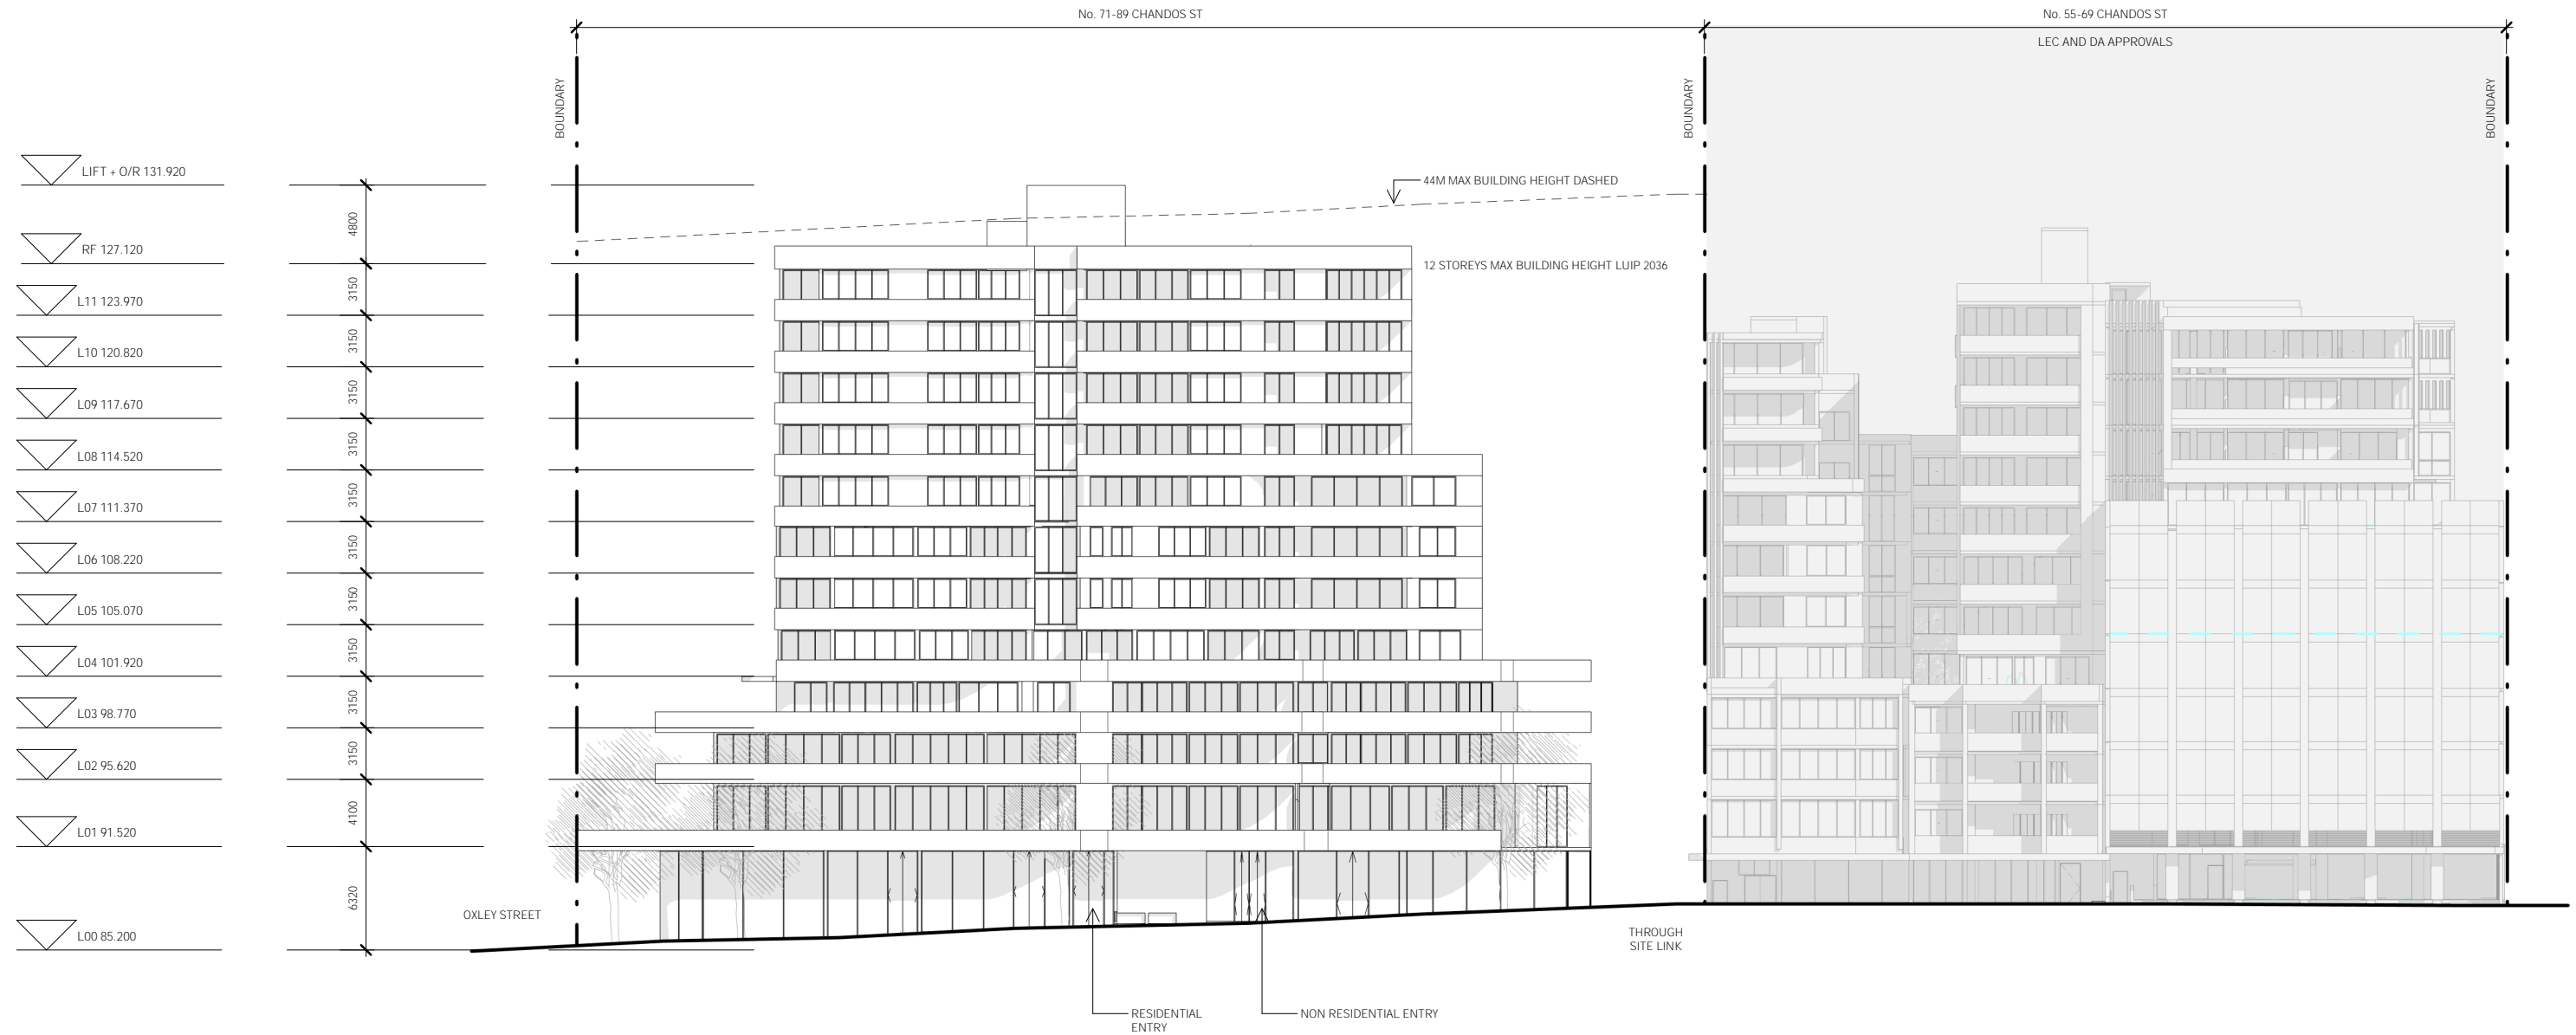 No. 71-89 CHANDOS ST
No. 55-69 CHANDOS ST
LEC AND DA APPROVALS
BOUNDARY
BOUNDARY
BOUNDARY
LIFT + O/R 131.920
44M MAX BUILDING HEIGHT DASHED
4800
RF 127.120
12 STOREYS MAX BUILDING HEIGHT LUIP 2036
3150
L11 123.970
3150
L10 120.820
3150
L09 117.670
3150
L08 114.520
3150
L07 111.370
3150
L06 108.220
3150
L05 105.070
3150
L04 101.920
3150
L03 98.770
3150
L02 95.620
4100
L01 91.520
6320
OXLEY STREET
L00 85.200
THROUGH
SITE LINK
RESIDENTIAL
ENTRY
NON RESIDENTIAL ENTRY